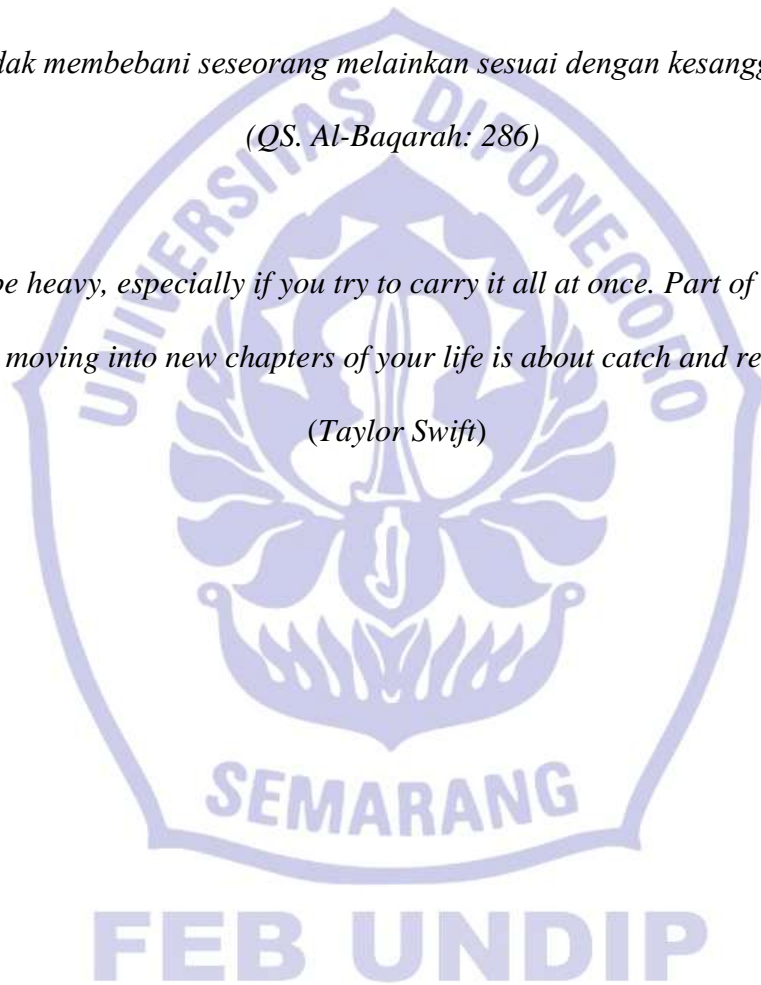 dak membebani seseorang melainkan sesuai dengan kesangg
(QS. Al-Baqarah: 286)
be heavy, especially if you try to carry it all at once. Part of
moving into new chapters of your life is about catch and re
(Taylor Swift)
UNIVERSITAS DIPONEGORO
SEMARANG
FEB UNDIP